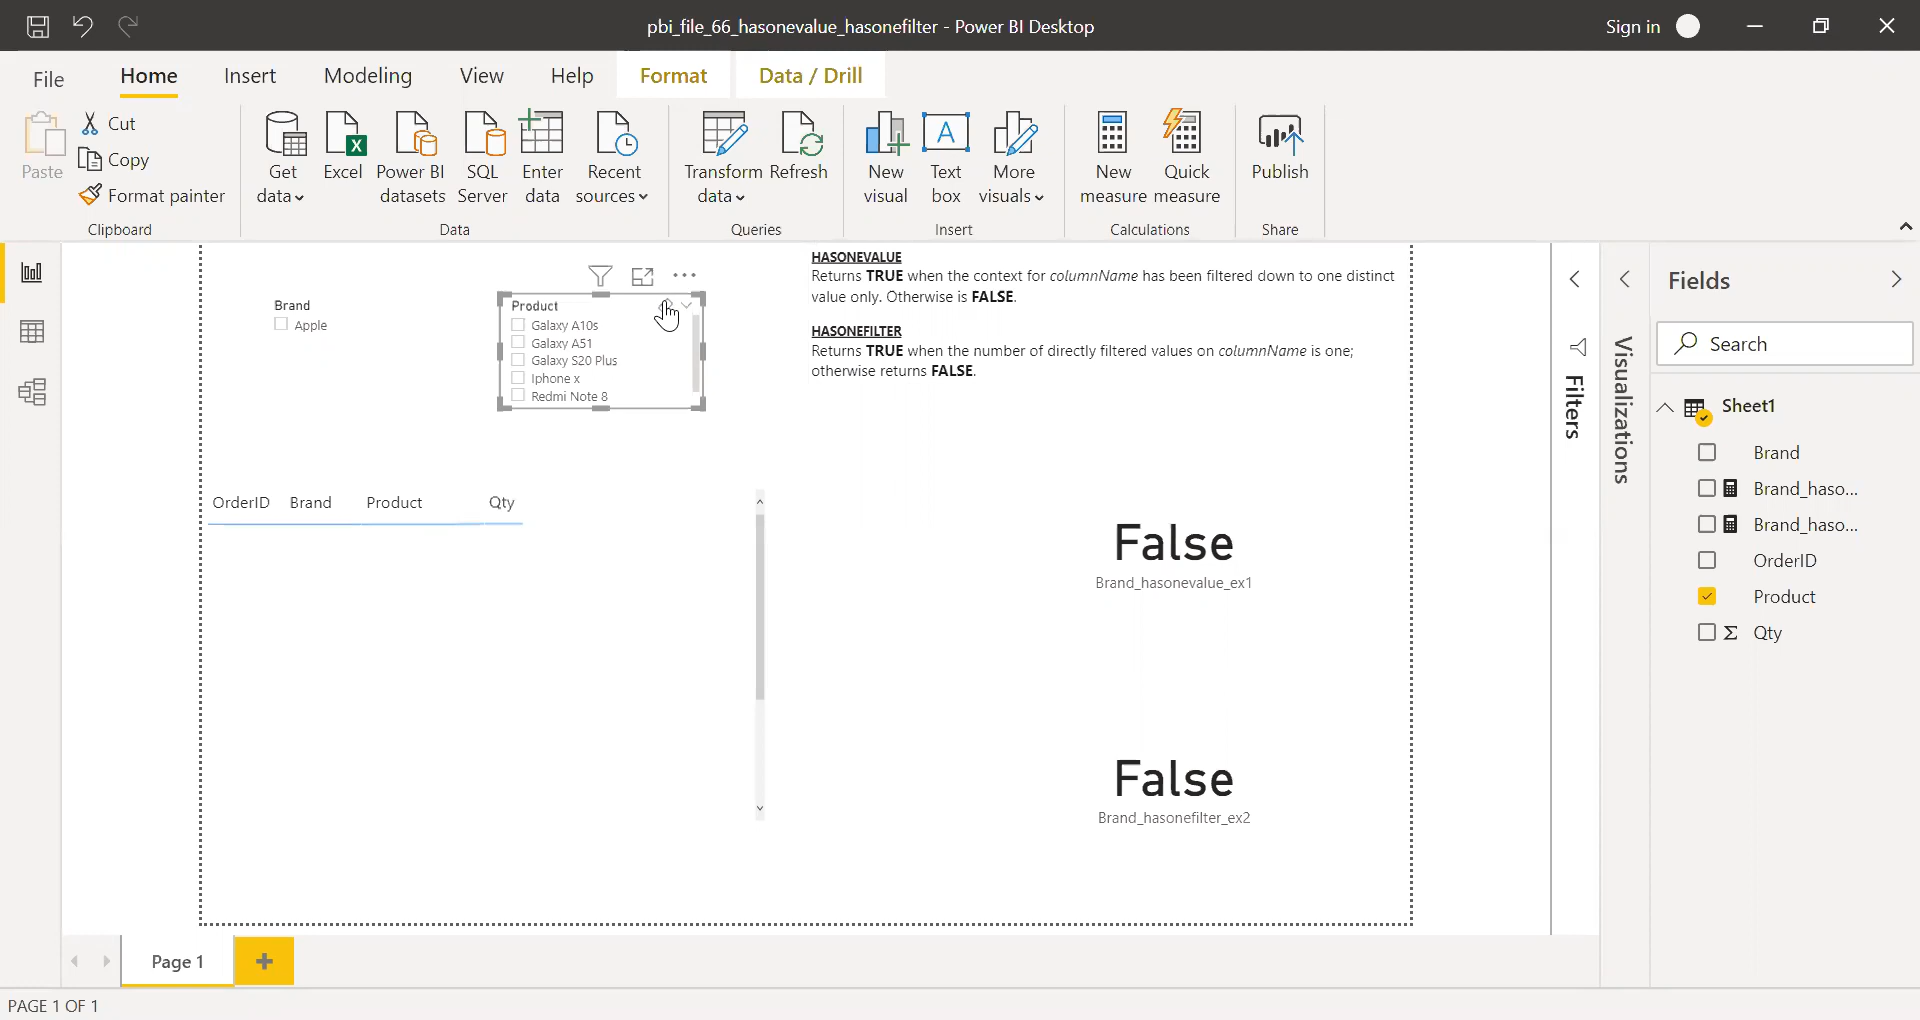 pbi_file_66_hasonevalue_hasonefilter - Power BI Desktop
Sign in
File
Home
Insert
Modeling
View
Help
Format
Data / Drill
Paste
Cut
Copy
Format painter
Clipboard
Get
data
Excel
Power BI
datasets
SQL
Server
Enter
data
Recent
sources
Data
Transform
data
Refresh
Queries
New
visual
Text
box
More
visuals
Insert
New
measure
Quick
measure
Calculations
Publish
Share
Brand
Apple
Product
Galaxy A10s
Galaxy A51
Galaxy S20 Plus
Iphone x
Redmi Note 8
HASONEVALUE
Returns TRUE when the context for columnName has been filtered down to one distinct
value only. Otherwise is FALSE.
HASONEFILTER
Returns TRUE when the number of directly filtered values on columnName is one;
otherwise returns FALSE.
OrderID Brand Product Qty
False
Brand_hasonevalue_ex1
False
Brand_hasonefilter_ex2
Filters
Visualizations
Fields
Search
Sheet1
Brand
Brand_haso...
Brand_haso...
OrderID
Product
Qty
Page 1
PAGE 1 OF 1